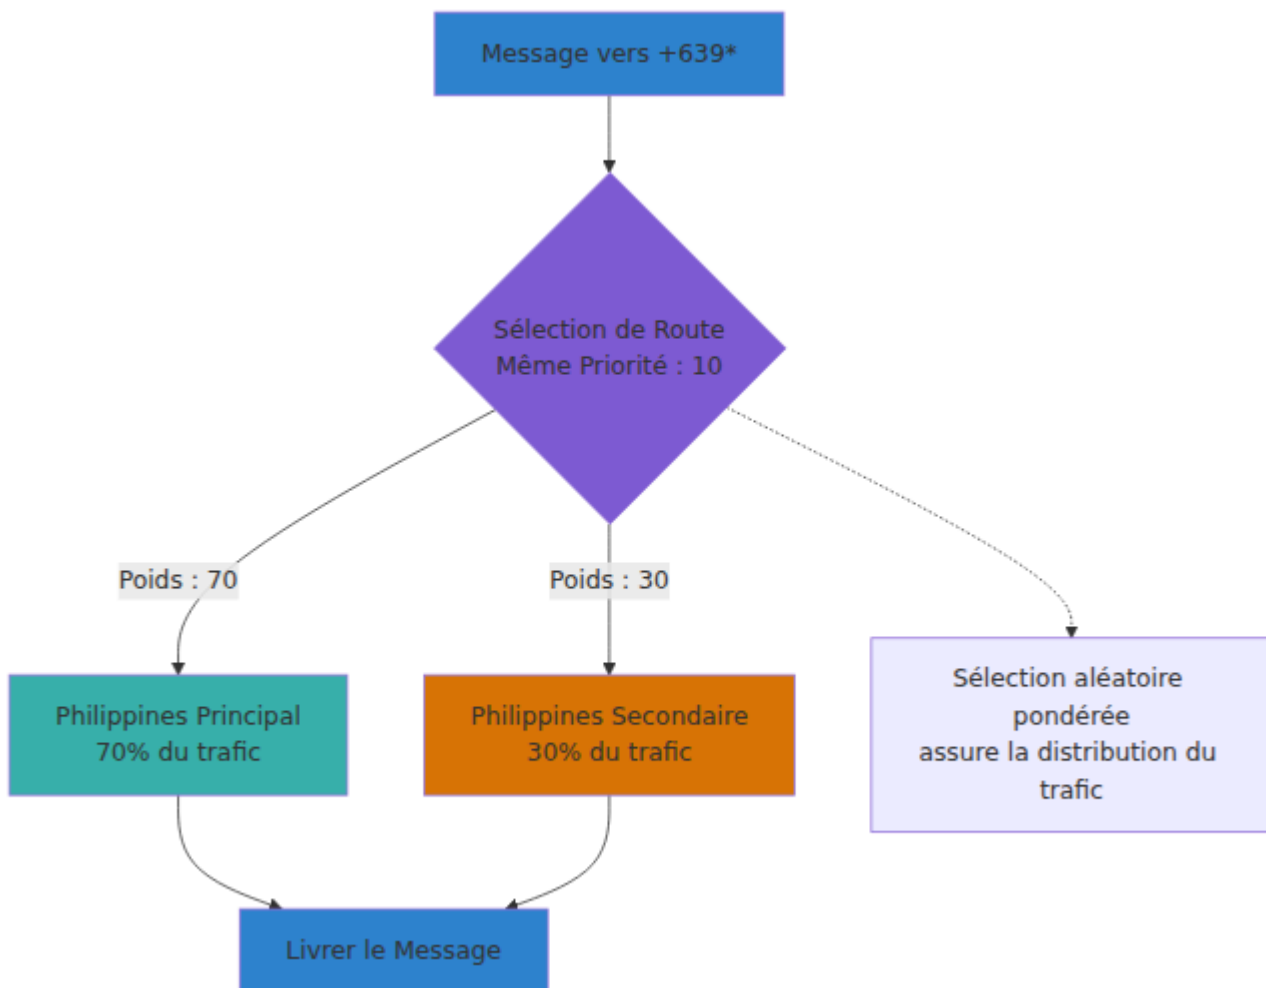 Message vers +639*
Sélection de Route
Même Priorité : 10
Poids : 70
Poids : 30
Philippines Principal
70% du trafic
Philippines Secondaire
30% du trafic
Sélection aléatoire
pondérée
assure la distribution du
trafic
Livrer le Message